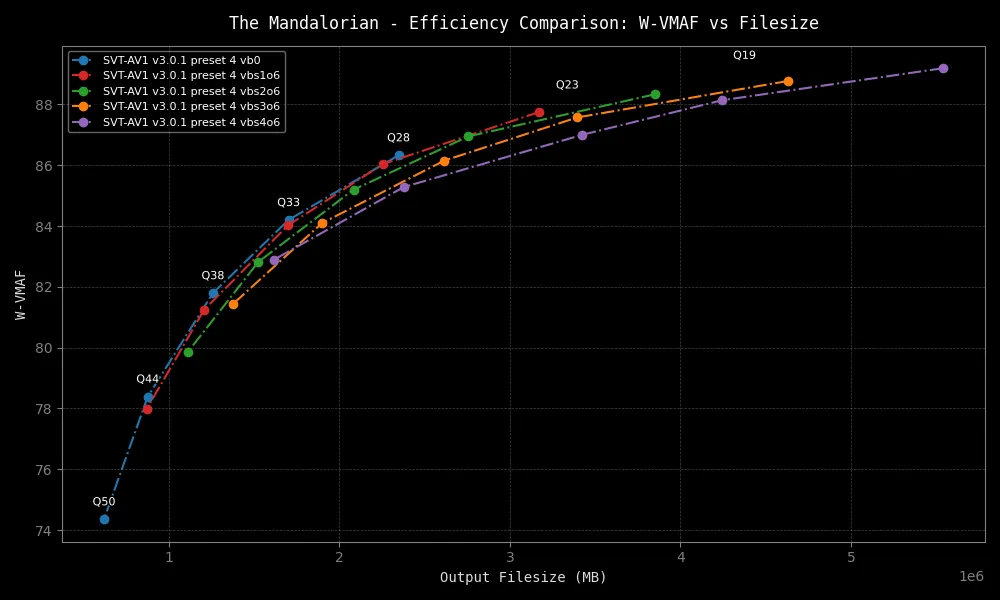 The Mandalorian - Efficiency Comparison: W-VMAF vs Filesize
SVT-AV1 v3.0.1 preset 4 vb0
SVT-AV1 v3.0.1 preset 4 vbs1o6
SVT-AV1 v3.0.1 preset 4 vbs2o6
SVT-AV1 v3.0.1 preset 4 vbs3o6
SVT-AV1 v3.0.1 preset 4 vbs4o6
Q19
Q23
Q28
Q33
Q38
Q44
Q50
W-VMAF
88
86
84
82
80
78
76
74
1 2 3 4 5
1e6
Output Filesize (MB)